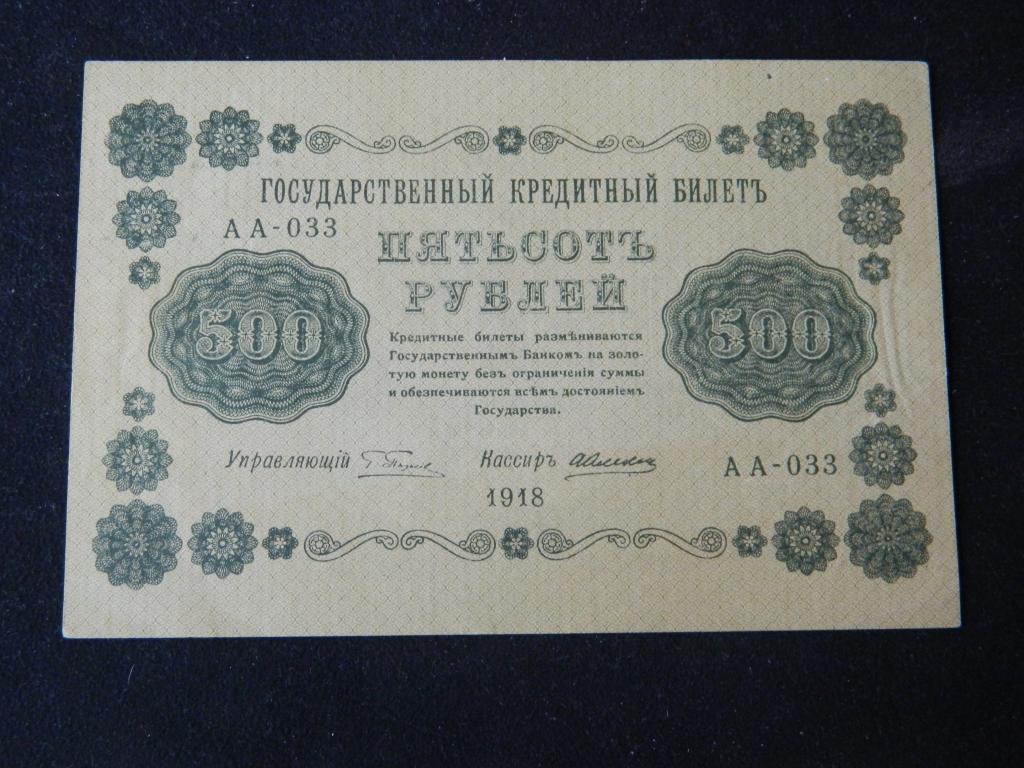 ГОСУДАРСТВЕННЫЙ КРЕДИТНЫЙ БИЛЕТЪ
АА-033
ПЯТЬСОТЪ
РУБЛЕЙ
500
500
Кредитные билеты размѣниваются
Государственнымъ Банкомъ на золо-
тую монету безъ ограниченія суммы
и обезпечиваются всѣмъ достояніемъ
Государства.
Управляющій
Кассиръ
АА-033
1918